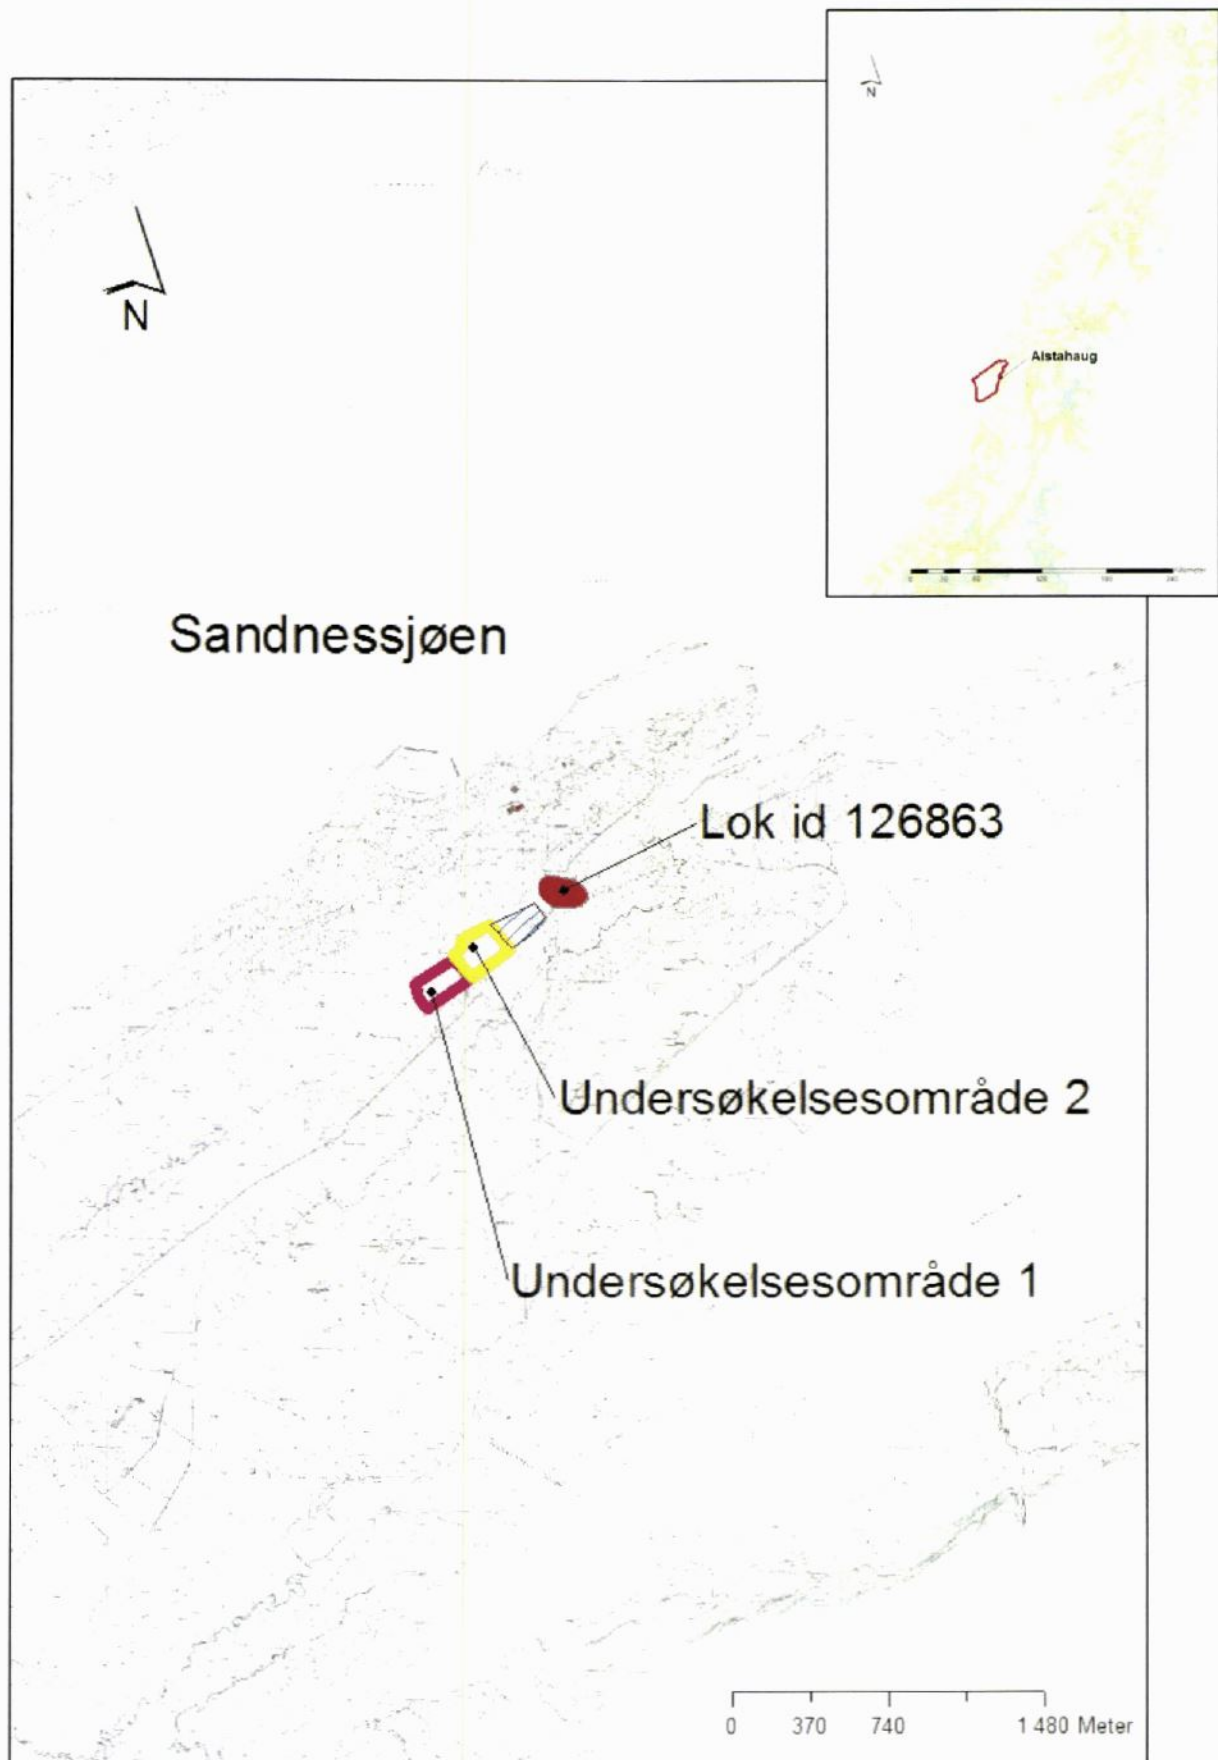 N
Alstahaug
N
Sandnessjøen
Lok id 126863
Undersøkelsesområde 2
Undersøkelsesområde 1
0 370 740 1 480 Meter